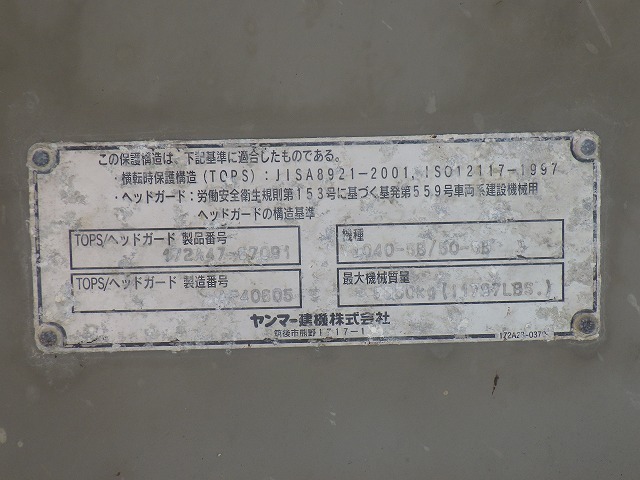 この保護構造は、下記基準に適合したものである。
・横転時保護構造(TOPS):JISA8921-2001, ISO12117-1997
・ヘッドガード:労働安全衛生規則第153号に基づく基発第559号車両系建設機械用
ヘッドガードの構造基準
TOPS/ヘッドガード 製品番号
機種
TOPS/ヘッドガード 製造番号
最大機械質量
ヤンマー建機株式会社
筑後市熊野1717-1